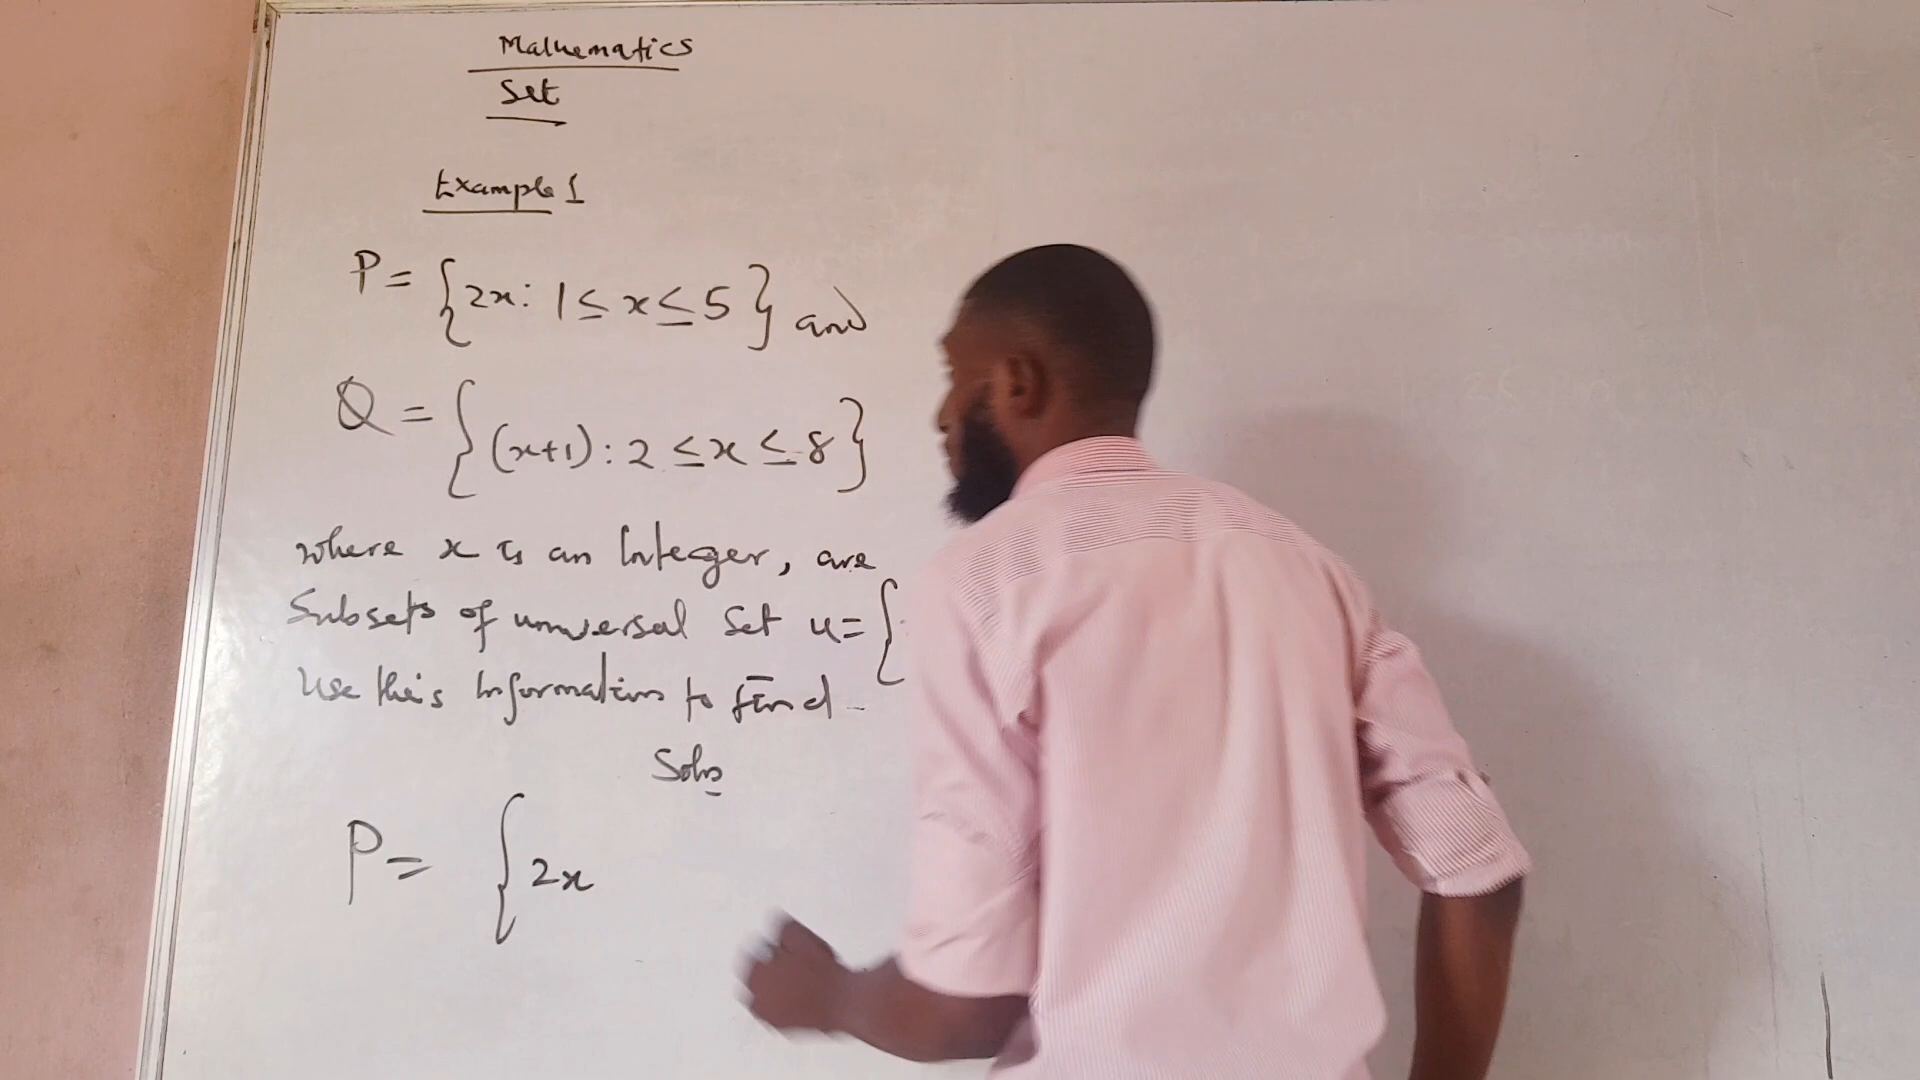 Mathematics
Set
Example 1
P = {2x: 1 ≤ x ≤ 5} and
Q = {(x+1): 2 ≤ x ≤ 8}
where x is an Integer, are
Subsets of universal Set u = {
Use this Information to find
Soln
P = {2x